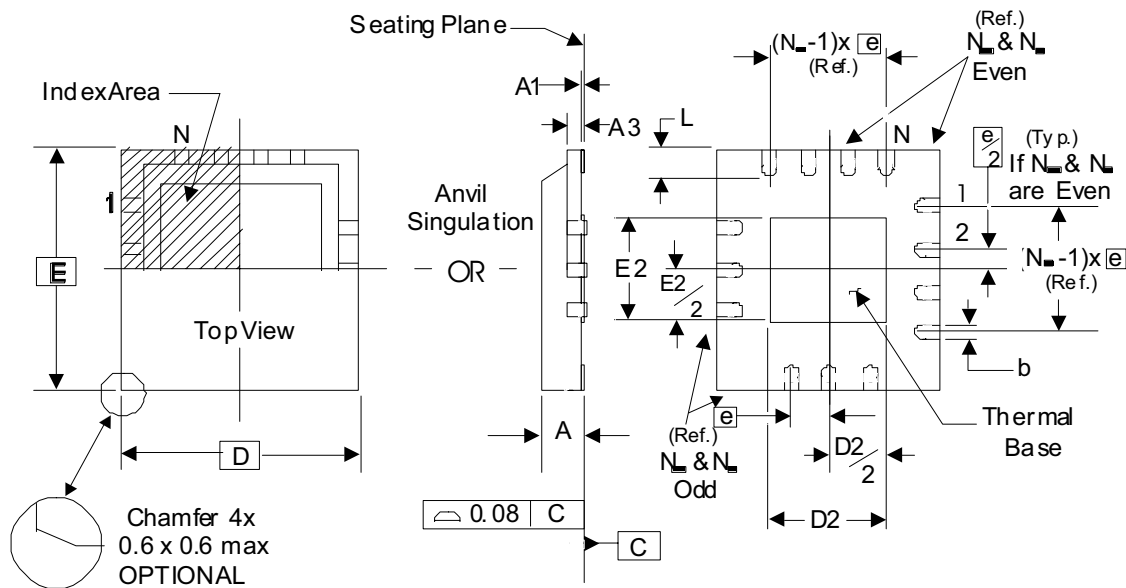 Seating Plane
(Ref.)
N & N
Even
(N -1)x e
(Ref.)
A1
Index Area
A3
L
N
N
e/2
(Typ.)
If N & N
are Even
1
1
2
Anvil
Singulation
OR
E
E2
E2/2
(N -1)x e
(Ref.)
Top View
b
A
e
(Ref.)
N & N
Odd
D2/2
Thermal
Base
D
D2
0.08 C
C
Chamfer 4x
0.6 x 0.6 max
OPTIONAL